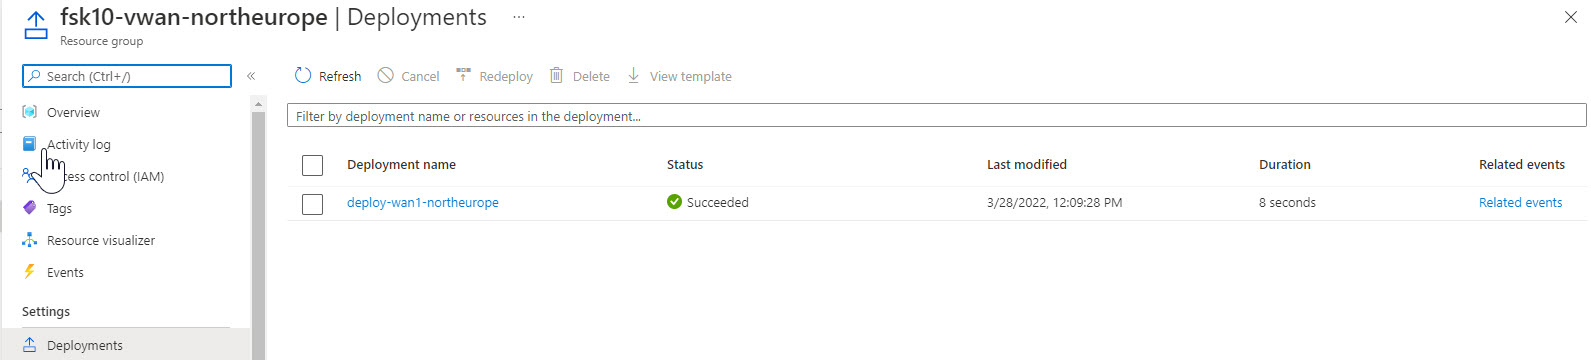 fsk10-vwan-northeurope | Deployments ...
Resource group
Search (Ctrl+/) «
Overview
Activity log
cess control (IAM)
Tags
Resource visualizer
Events
Settings
Deployments
Refresh Cancel Redeploy Delete View template
Filter by deployment name or resources in the deployment...
Deployment name Status Last modified Duration Related events
deploy-wan1-northeurope Succeeded 3/28/2022, 12:09:28 PM 8 seconds Related events